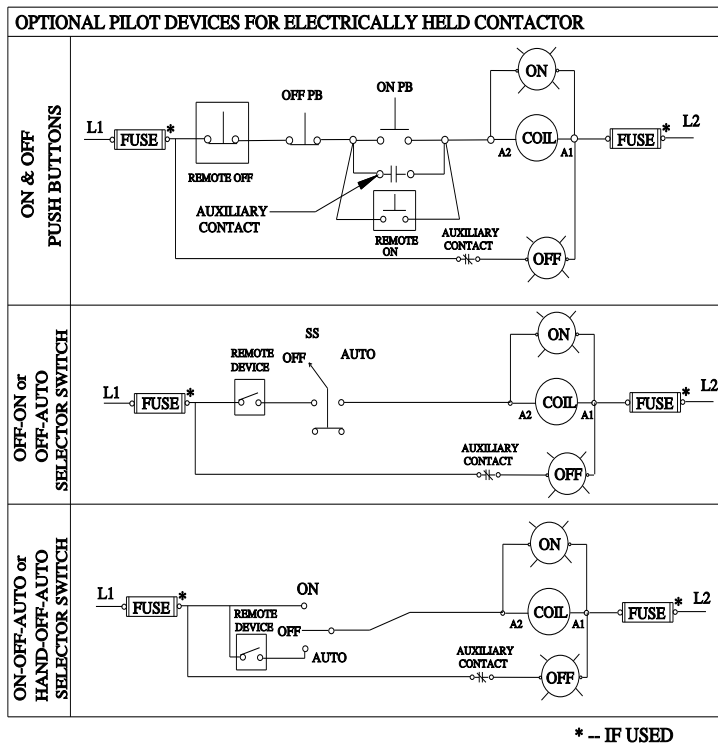 OPTIONAL PILOT DEVICES FOR ELECTRICALLY HELD CONTACTOR
ON & OFF
PUSH BUTTONS
ON
ON PB
OFF PB
L1
FUSE
*
COIL
A2
A1
FUSE
*
L2
REMOTE OFF
AUXILIARY
CONTACT
REMOTE
ON
AUXILIARY
CONTACT
OFF
OFF-ON or
OFF-AUTO
SELECTOR SWITCH
ON
SS
REMOTE
DEVICE
OFF
AUTO
L1
FUSE
*
COIL
A2
A1
FUSE
*
L2
AUXILIARY
CONTACT
OFF
ON-OFF-AUTO or
HAND-OFF-AUTO
SELECTOR SWITCH
ON
L1
FUSE
*
ON
REMOTE
DEVICE
OFF
AUTO
COIL
A2
A1
FUSE
*
L2
AUXILIARY
CONTACT
OFF
* -- IF USED